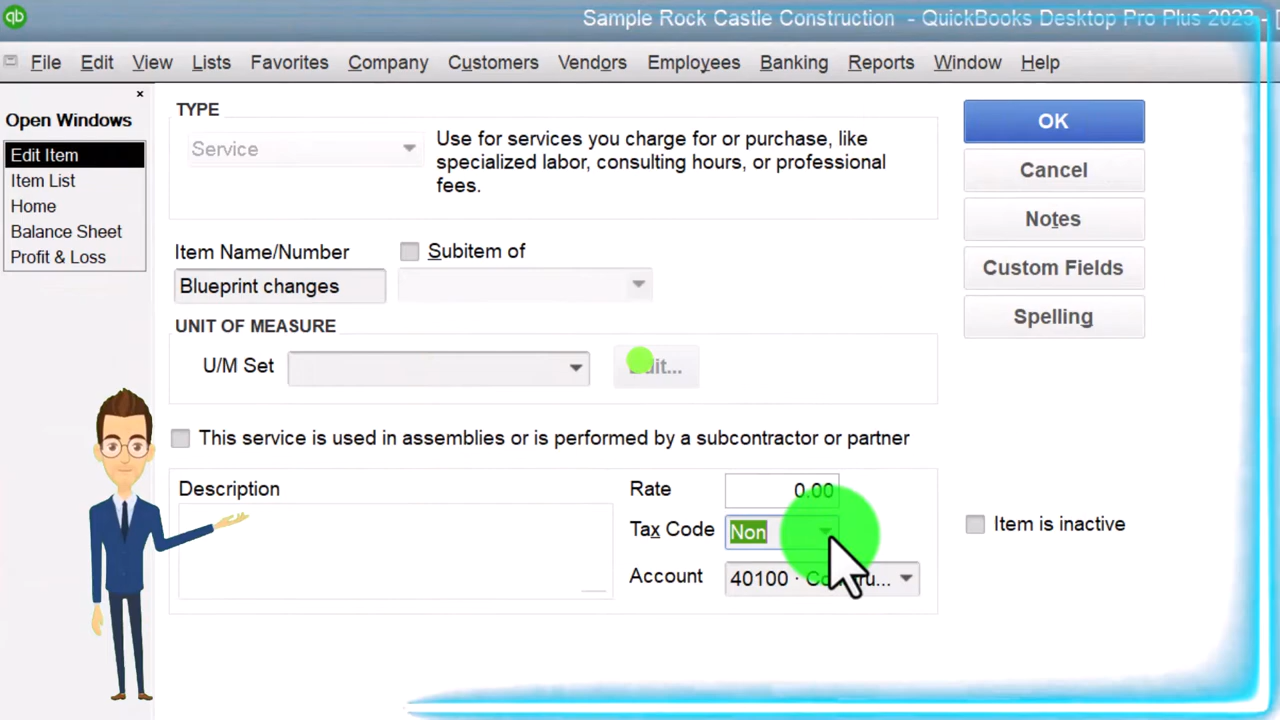 qb
Sample Rock Castle Construction - QuickBooks Desktop Pro Plus 2023 -
File Edit View Lists Favorites Company Customers Vendors Employees Banking Reports Window Help
Open Windows
Edit Item
Item List
Home
Balance Sheet
Profit & Loss
TYPE
Service
Use for services you charge for or purchase, like
specialized labor, consulting hours, or professional
fees.
OK
Cancel
Notes
Custom Fields
Spelling
Item Name/Number
Subitem of
Blueprint changes
UNIT OF MEASURE
U/M Set
Edit...
This service is used in assemblies or is performed by a subcontractor or partner
Description
Rate
0.00
Tax Code
Non
Account
40100 ·
Item is inactive